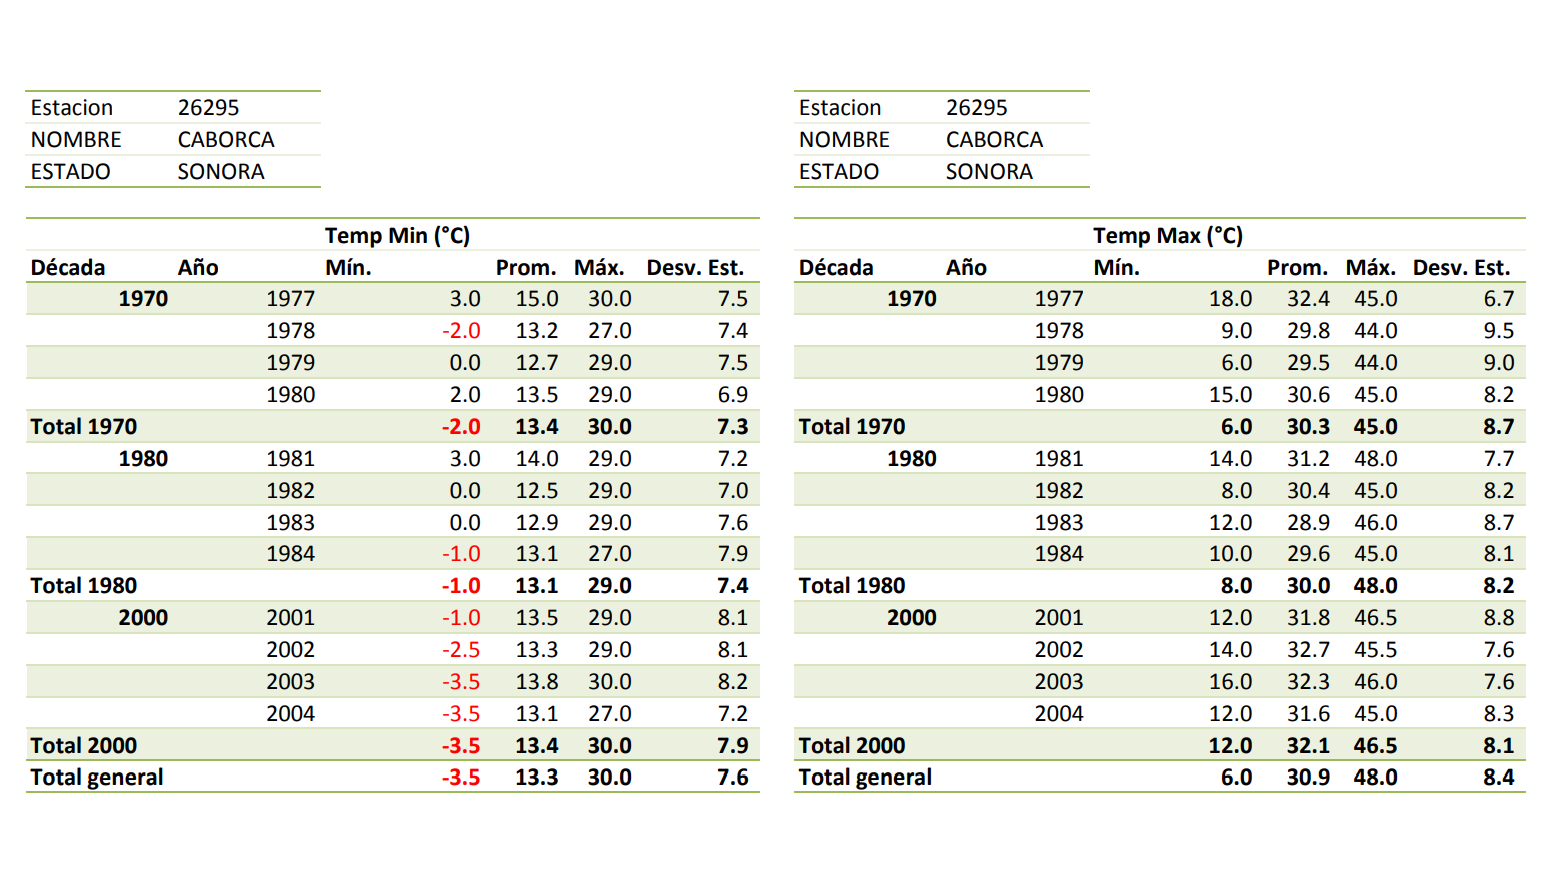 Estacion 26295
NOMBRE CABORCA
ESTADO SONORA
Temp Min (°C)
Década Año Mín. Prom. Máx. Desv. Est.
1970 1977 3.0 15.0 30.0 7.5
1978 -2.0 13.2 27.0 7.4
1979 0.0 12.7 29.0 7.5
1980 2.0 13.5 29.0 6.9
Total 1970 -2.0 13.4 30.0 7.3
1980 1981 3.0 14.0 29.0 7.2
1982 0.0 12.5 29.0 7.0
1983 0.0 12.9 29.0 7.6
1984 -1.0 13.1 27.0 7.9
Total 1980 -1.0 13.1 29.0 7.4
2000 2001 -1.0 13.5 29.0 8.1
2002 -2.5 13.3 29.0 8.1
2003 -3.5 13.8 30.0 8.2
2004 -3.5 13.1 27.0 7.2
Total 2000 -3.5 13.4 30.0 7.9
Total general -3.5 13.3 30.0 7.6
Estacion 26295
NOMBRE CABORCA
ESTADO SONORA
Temp Max (°C)
Década Año Mín. Prom. Máx. Desv. Est.
1970 1977 18.0 32.4 45.0 6.7
1978 9.0 29.8 44.0 9.5
1979 6.0 29.5 44.0 9.0
1980 15.0 30.6 45.0 8.2
Total 1970 6.0 30.3 45.0 8.7
1980 1981 14.0 31.2 48.0 7.7
1982 8.0 30.4 45.0 8.2
1983 12.0 28.9 46.0 8.7
1984 10.0 29.6 45.0 8.1
Total 1980 8.0 30.0 48.0 8.2
2000 2001 12.0 31.8 46.5 8.8
2002 14.0 32.7 45.5 7.6
2003 16.0 32.3 46.0 7.6
2004 12.0 31.6 45.0 8.3
Total 2000 12.0 32.1 46.5 8.1
Total general 6.0 30.9 48.0 8.4